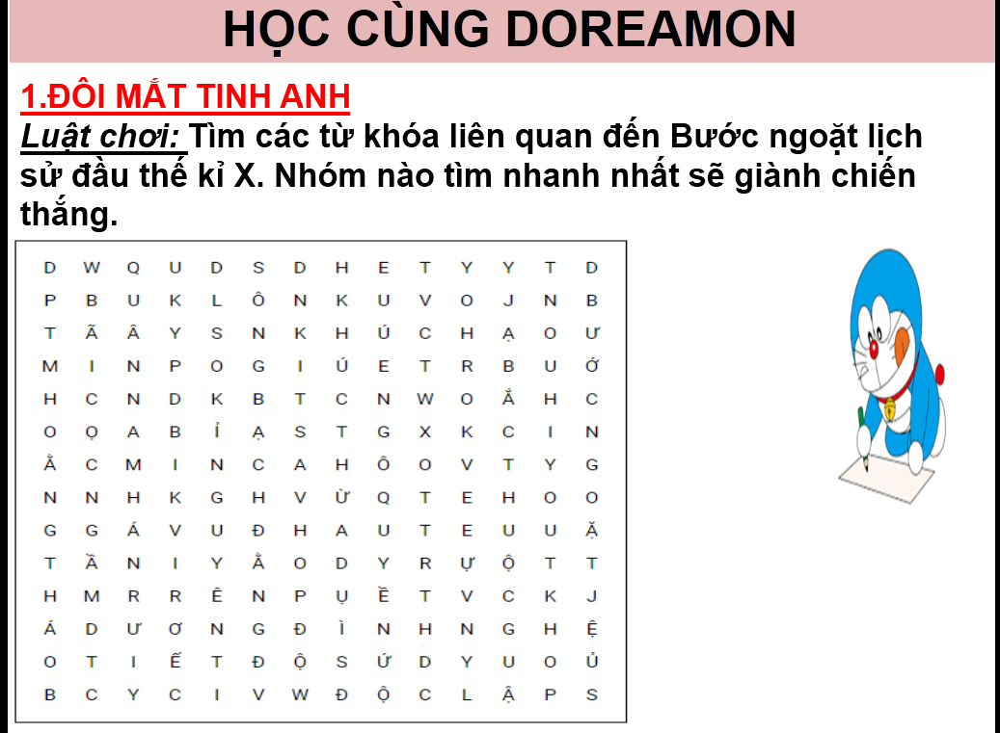 HỌC CÙNG DOREAMON
1.ĐÔI MẮT TINH ANH
Luật chơi: Tìm các từ khóa liên quan đến Bước ngoặt lịch
sử đầu thế kỉ X. Nhóm nào tìm nhanh nhất sẽ giành chiến
thắng.
D W Q U D S D H E T Y Y T D
P B U K L Ô N K U V O J N B
T Ã Â Y S N K H Ú C H Ạ O Ư
M I N P O G I Ú E T R B U Ớ
H C N D K B T C N W O Ắ H C
O Ọ A B Ỉ Ạ S T G X K C I N
Ằ C M I N C A H Ô O V T Y G
N N H K G H V Ừ Q T E H O O
G G Á V U Đ H A U T E U U Ặ
T Ầ N I Y Ằ O D Y R Ự Ộ T T
H M R R Ê N P Ụ Ề T V C K J
Á D Ư Ơ N G Đ Ì N H N G H Ệ
O T I Ế T Đ Ộ S Ứ D Y U O Ủ
B C Y C I V W Đ Ộ C L Ậ P S